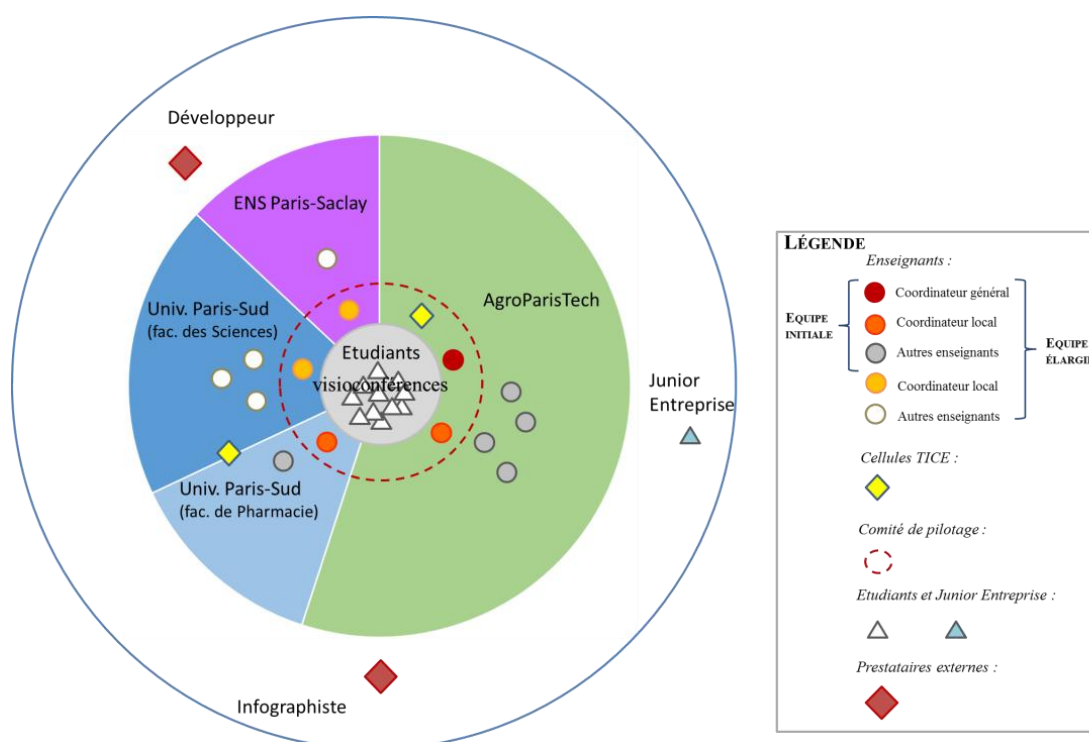 Développeur
ENS Paris-Saclay
Univ. Paris-Sud
(fac. des Sciences)
AgroParisTech
Etudiants
visioconférences
Junior
Entreprise
Univ. Paris-Sud
(fac. de Pharmacie)
Infographiste
LÉGENDE
Enseignants :
EQUIPE
INITIALE
Coordinateur général
Coordinateur local
Autres enseignants
Coordinateur local
Autres enseignants
EQUIPE
ÉLARGIE
Cellules TICE :
Comité de pilotage :
Etudiants et Junior Entreprise :
Prestataires externes :